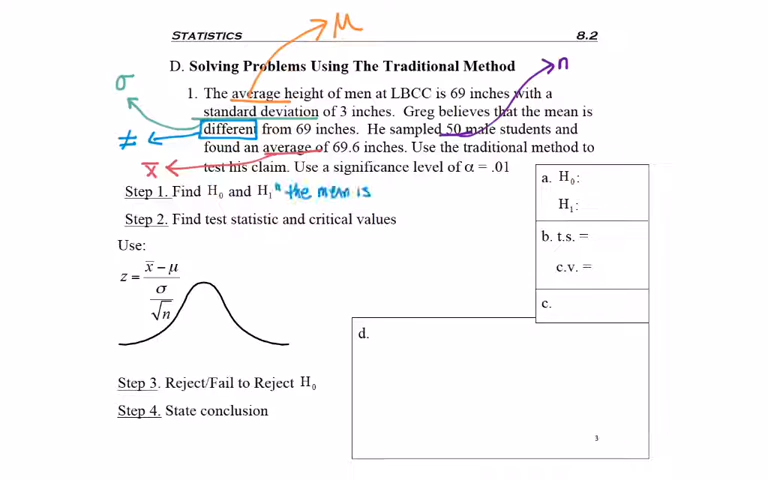 STATISTICS 8.2
μ
D. Solving Problems Using The Traditional Method
n
σ
1. The average height of men at LBCC is 69 inches with a
standard deviation of 3 inches. Greg believes that the mean is
different from 69 inches. He sampled 50 male students and
≠
found an average of 69.6 inches. Use the traditional method to
x̅
test his claim. Use a significance level of α = .01
Step 1. Find H₀ and H₁ " the mean is
Step 2. Find test statistic and critical values
Use:
z = (x̅ − μ) / (σ / √n)
a. H₀:
H₁:
b. t.s. =
c.v. =
c.
d.
Step 3. Reject/Fail to Reject H₀
Step 4. State conclusion
3